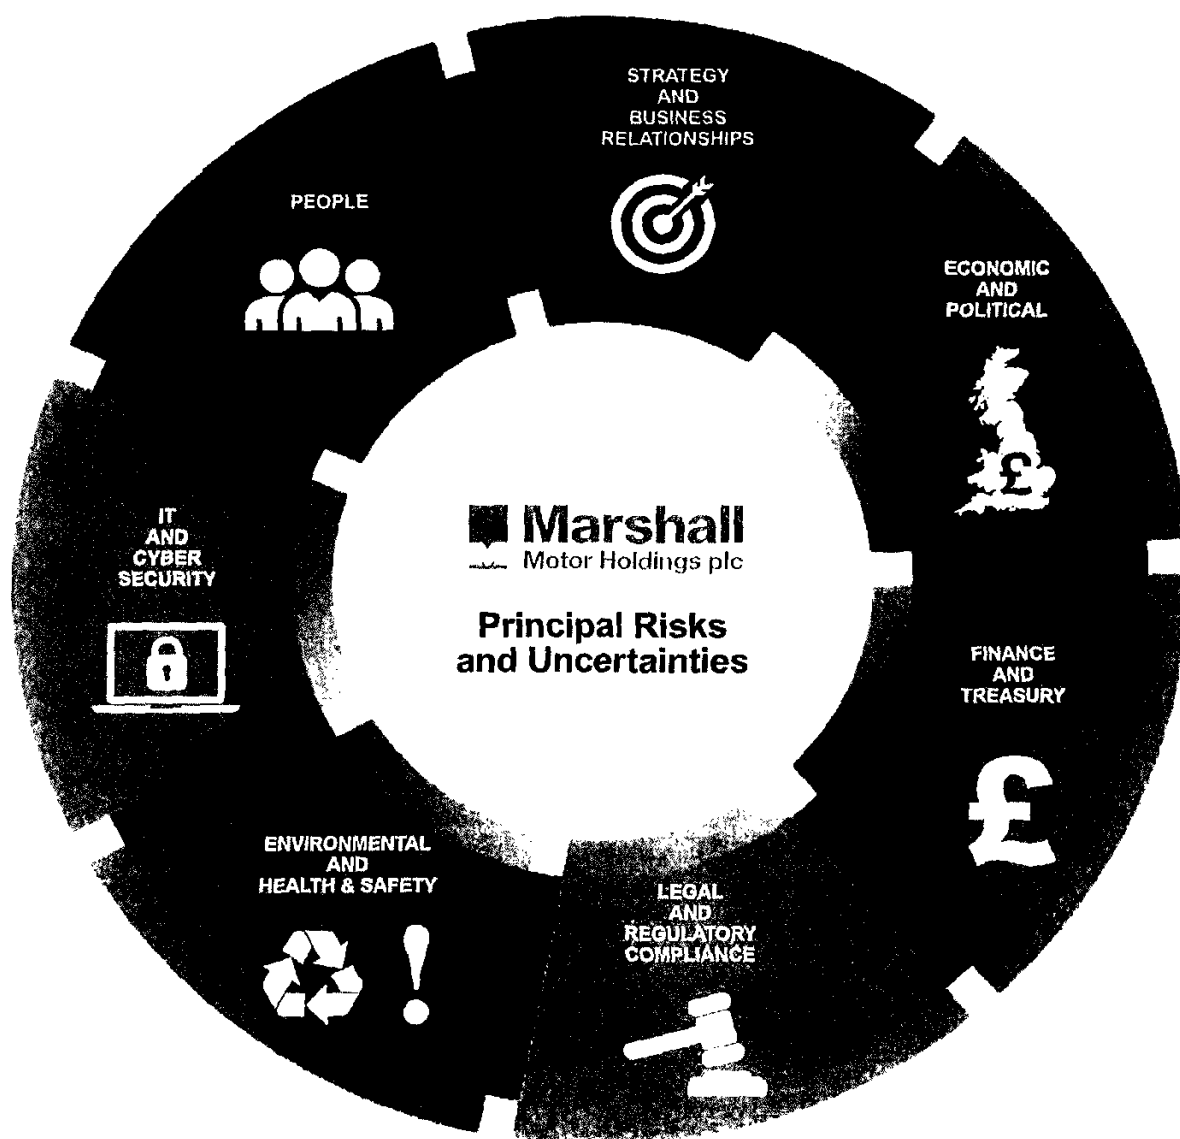 STRATEGY
AND
BUSINESS
RELATIONSHIPS
PEOPLE
ECONOMIC
AND
POLITICAL
£
Marshall
Motor Holdings plc
Principal Risks
and Uncertainties
IT
AND
CYBER
SECURITY
FINANCE
AND
TREASURY
£
ENVIRONMENTAL
AND
HEALTH & SAFETY
!
LEGAL
AND
REGULATORY
COMPLIANCE